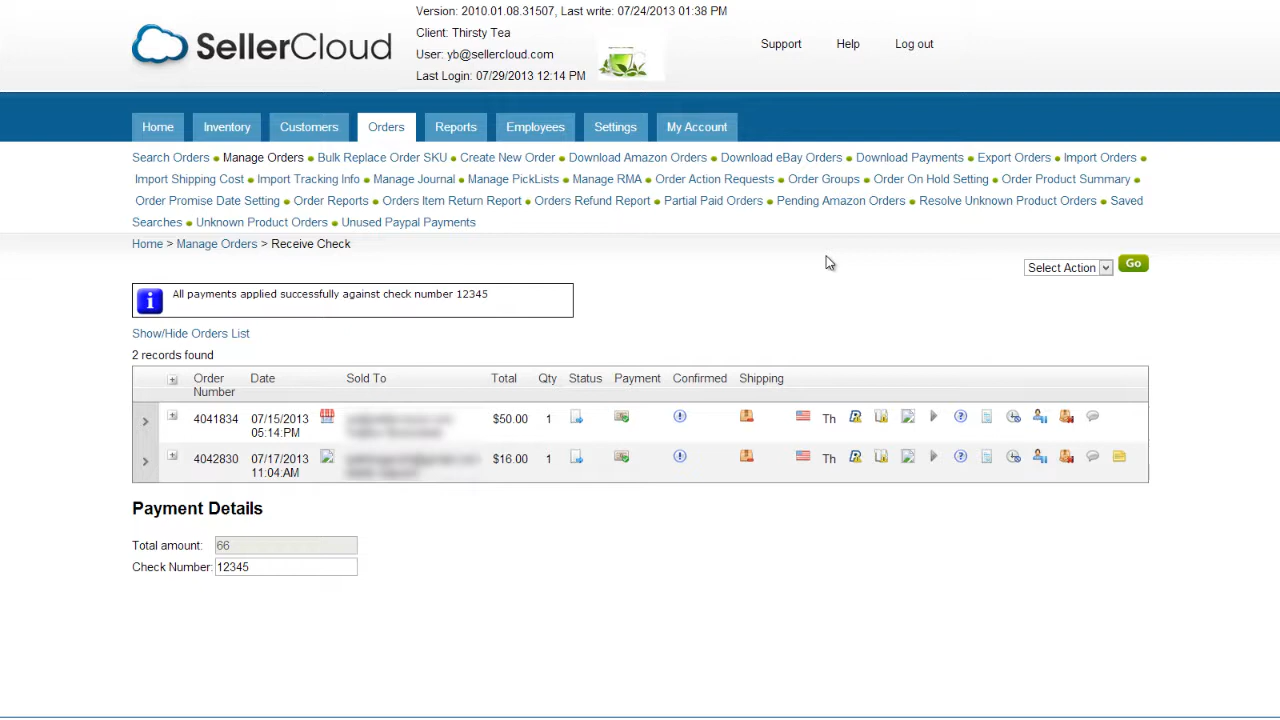 Version: 2010.01.08.31507, Last write: 07/24/2013 01:38 PM
Client: Thirsty Tea
User: yb@sellercloud.com
Last Login: 07/29/2013 12:14 PM
SellerCloud
Support Help Log out
Home Inventory Customers Orders Reports Employees Settings My Account
Search Orders Manage Orders Bulk Replace Order SKU Create New Order Download Amazon Orders Download eBay Orders Download Payments Export Orders Import Orders
Import Shipping Cost Import Tracking Info Manage Journal Manage PickLists Manage RMA Order Action Requests Order Groups Order On Hold Setting Order Product Summary
Order Promise Date Setting Order Reports Orders Item Return Report Orders Refund Report Partial Paid Orders Pending Amazon Orders Resolve Unknown Product Orders Saved
Searches Unknown Product Orders Unused Paypal Payments
Home > Manage Orders > Receive Check
Select Action Go
All payments applied successfully against check number 12345
Show/Hide Orders List
2 records found
Order Number Date Sold To Total Qty Status Payment Confirmed Shipping
4041834 07/15/2013 $50.00 1 Th
05:14:PM
4042830 07/17/2013 $16.00 1 Th
11:04:AM
Payment Details
Total amount: 66
Check Number: 12345